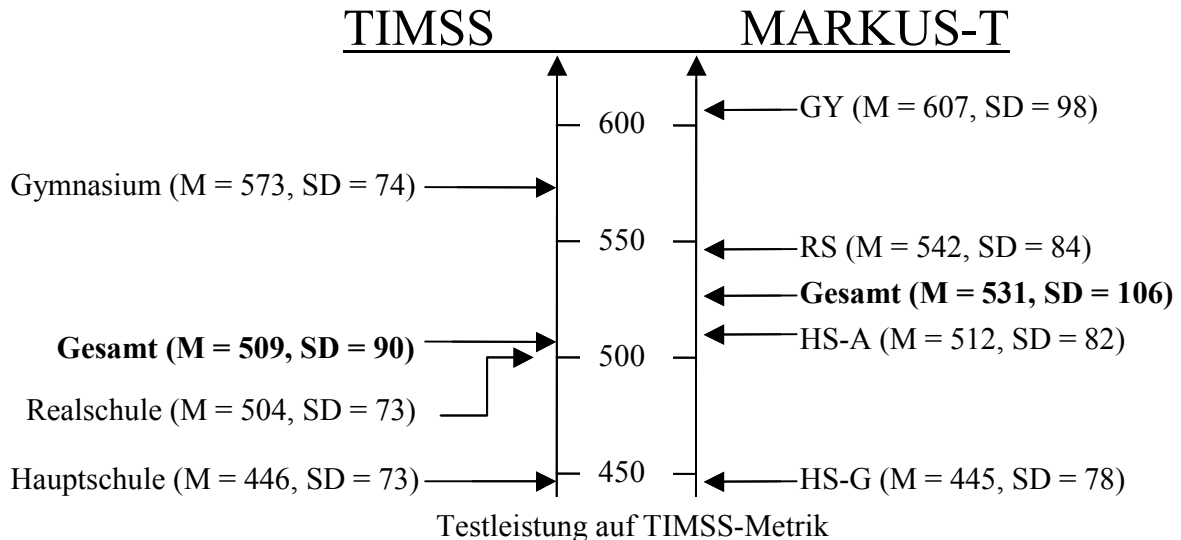 TIMSS MARKUS-T
GY (M = 607, SD = 98)
600
Gymnasium (M = 573, SD = 74)
550
RS (M = 542, SD = 84)
Gesamt (M = 531, SD = 106)
Gesamt (M = 509, SD = 90)
HS-A (M = 512, SD = 82)
500
Realschule (M = 504, SD = 73)
Hauptschule (M = 446, SD = 73)
450
HS-G (M = 445, SD = 78)
Testleistung auf TIMSS-Metrik